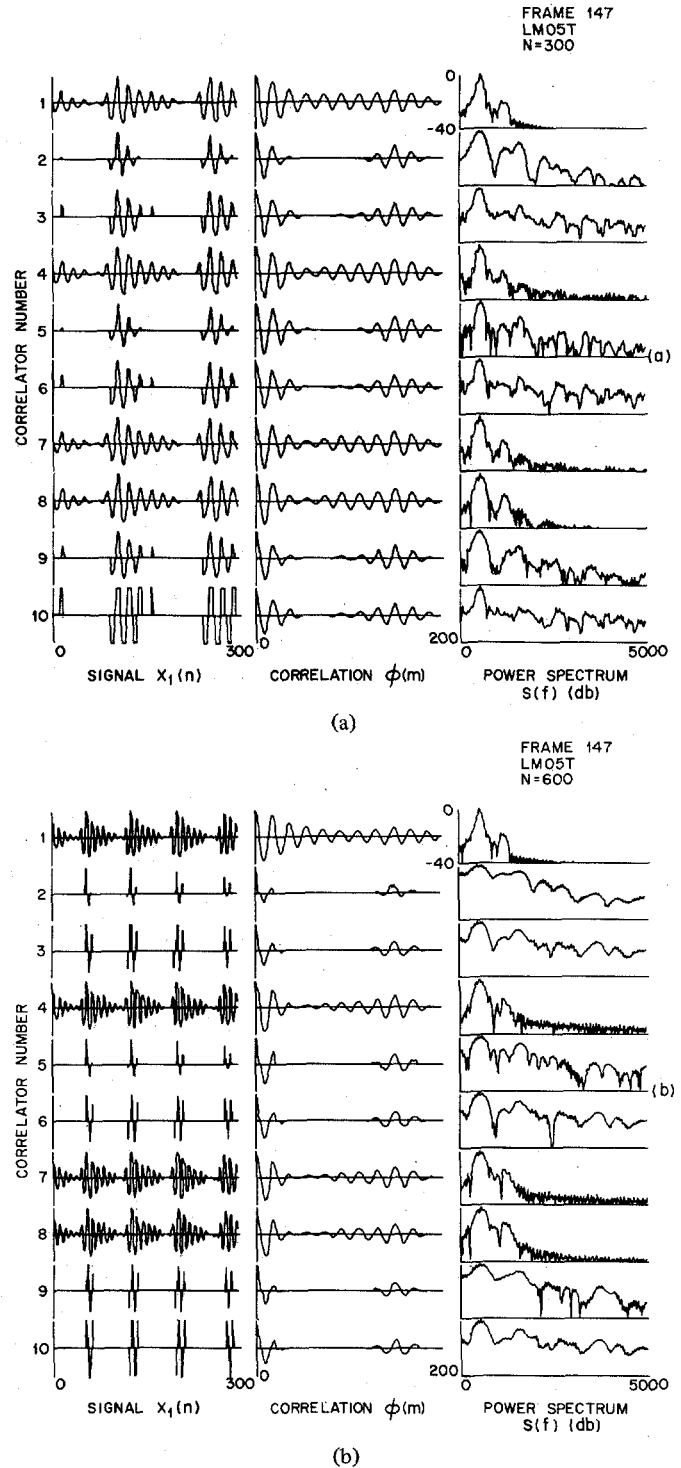 FRAME 147
LM05T
N=300
CORRELATOR NUMBER
1
2
3
4
5
6
7
8
9
10
0
-40
(a)
0 300
SIGNAL X₁(n)
0 200
CORRELATION ϕ(m)
0 5000
POWER SPECTRUM
S(f) (db)
(a)
FRAME 147
LM05T
N=600
CORRELATOR NUMBER
1
2
3
4
5
6
7
8
9
10
0
-40
(b)
0 300
SIGNAL X₁(n)
0 200
CORRELATION ϕ(m)
0 5000
POWER SPECTRUM
S(f) (db)
(b)